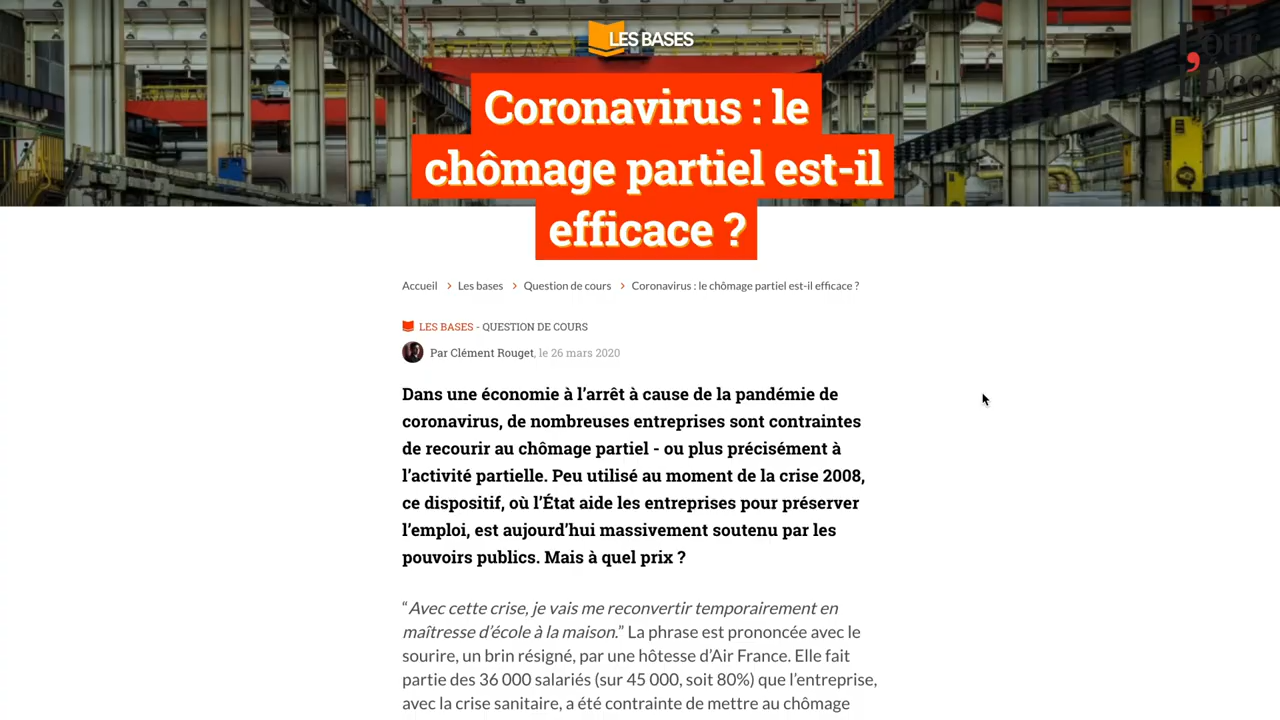 LES BASES
Pour
l'Éco
Coronavirus : le
chômage partiel est-il
efficace ?
Accueil > Les bases > Question de cours > Coronavirus : le chômage partiel est-il efficace ?
LES BASES - QUESTION DE COURS
Par Clément Rouget, le 26 mars 2020
Dans une économie à l’arrêt à cause de la pandémie de
coronavirus, de nombreuses entreprises sont contraintes
de recourir au chômage partiel - ou plus précisément à
l’activité partielle. Peu utilisé au moment de la crise 2008,
ce dispositif, où l’État aide les entreprises pour préserver
l’emploi, est aujourd’hui massivement soutenu par les
pouvoirs publics. Mais à quel prix ?
“Avec cette crise, je vais me reconvertir temporairement en
maîtresse d’école à la maison.” La phrase est prononcée avec le
sourire, un brin résigné, par une hôtesse d’Air France. Elle fait
partie des 36 000 salariés (sur 45 000, soit 80%) que l’entreprise,
avec la crise sanitaire, a été contrainte de mettre au chômage